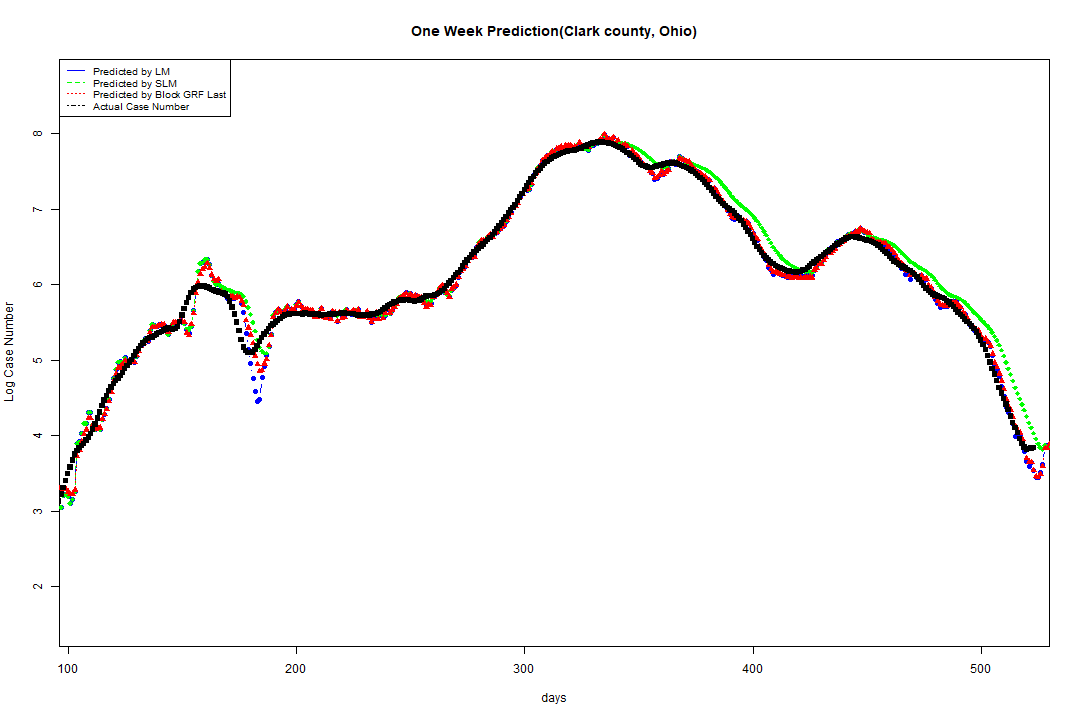 One Week Prediction(Clark county, Ohio)
Predicted by LM
Predicted by SLM
Predicted by Block GRF Last
Actual Case Number
8
7
6
5
4
3
2
Log Case Number
100 200 300 400 500
days